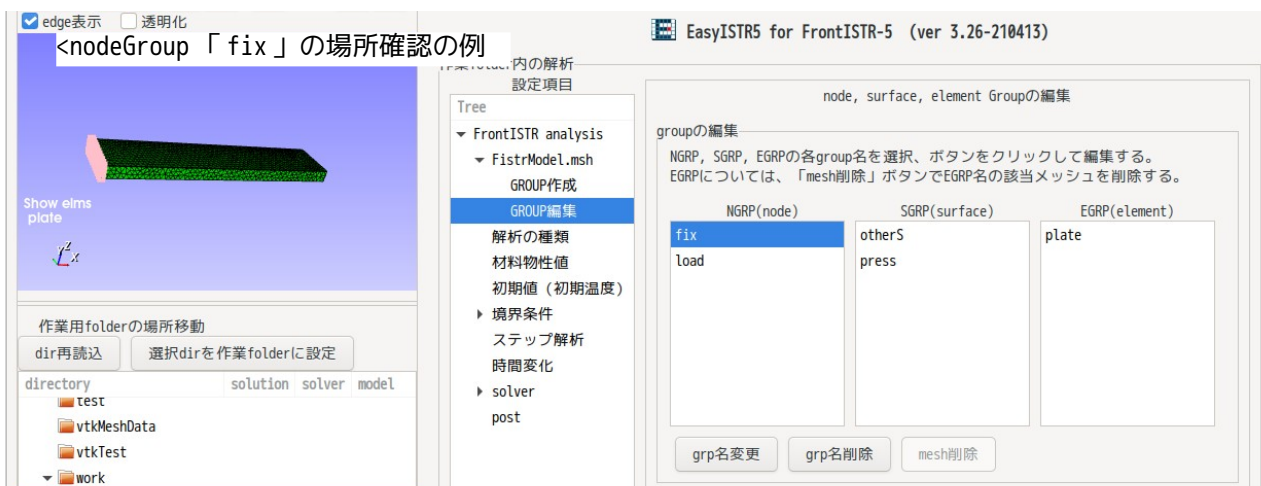 edge表示 透明化
<nodeGroup「fix」の場所確認の例
Show elms
plate
Z
Y
X
作業用folderの場所移動
dir再読込 選択dirを作業folderに設定
directory solution solver model
test
vtkMeshData
vtkTest
work
EasyISTR5 for FrontISTR-5 (ver 3.26-210413)
内の解析
設定項目
Tree
FrontISTR analysis
FistrModel.msh
GROUP作成
GROUP編集
解析の種類
材料物性値
初期値 (初期温度)
境界条件
ステップ解析
時間変化
solver
post
node, surface, element Groupの編集
groupの編集
NGRP, SGRP, EGRPの各group名を選択、ボタンをクリックして編集する。
EGRPについては、「mesh削除」ボタンでEGRP名の該当メッシュを削除する。
NGRP(node) SGRP(surface) EGRP(element)
fix otherS plate
load press
grp名変更 grp名削除 mesh削除